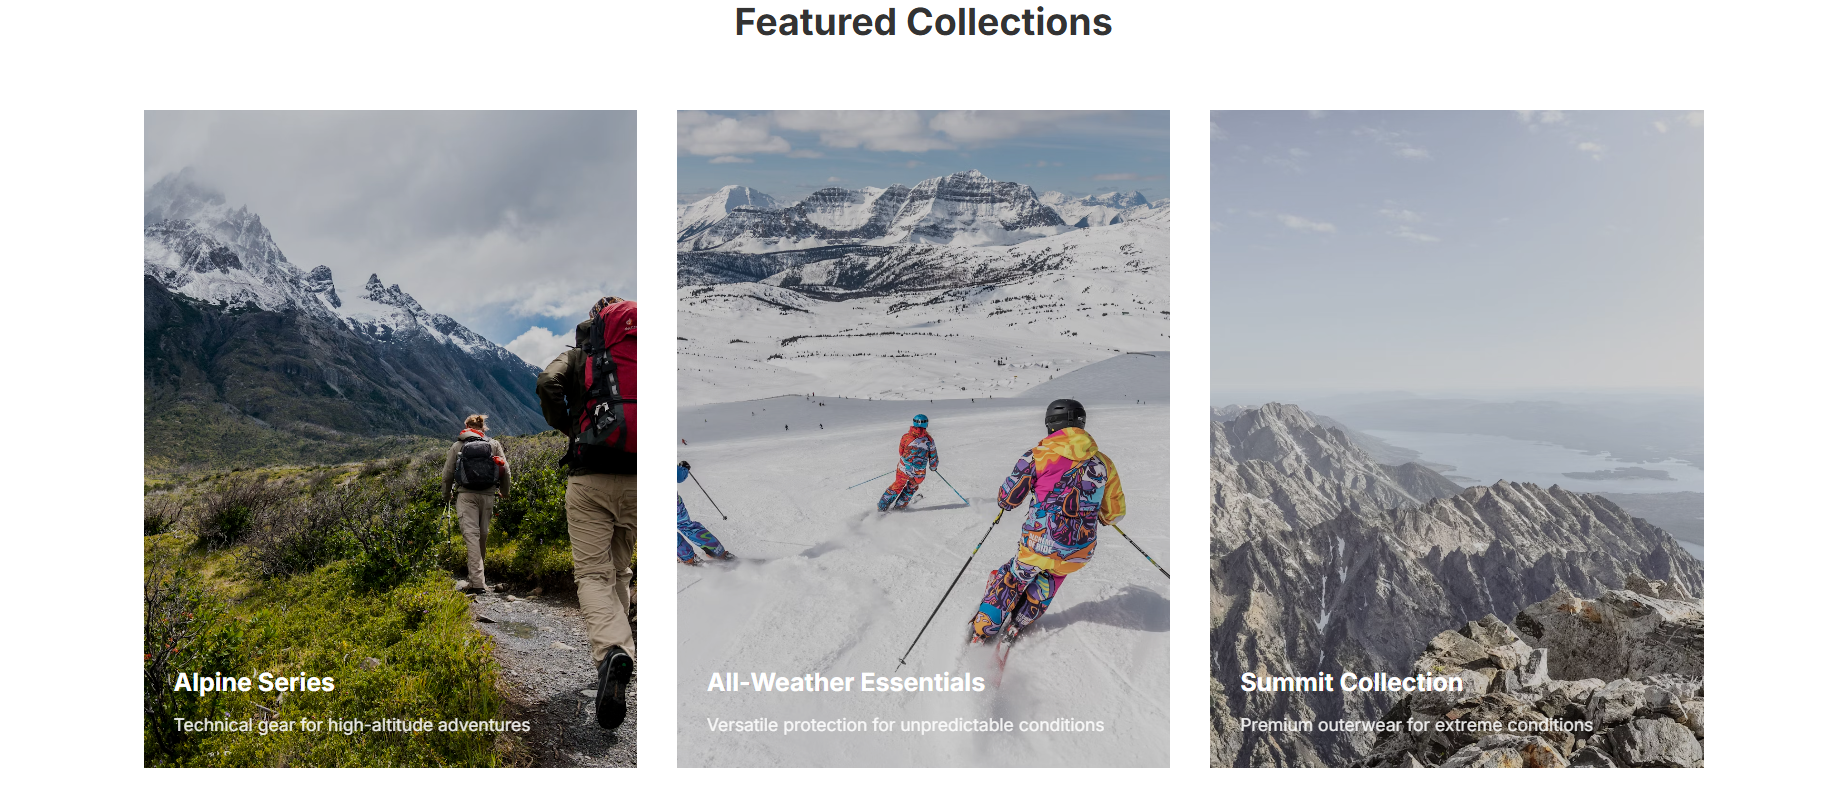 Featured Collections
Alpine Series
Technical gear for high-altitude adventures
All-Weather Essentials
Versatile protection for unpredictable conditions
Summit Collection
Premium outerwear for extreme conditions